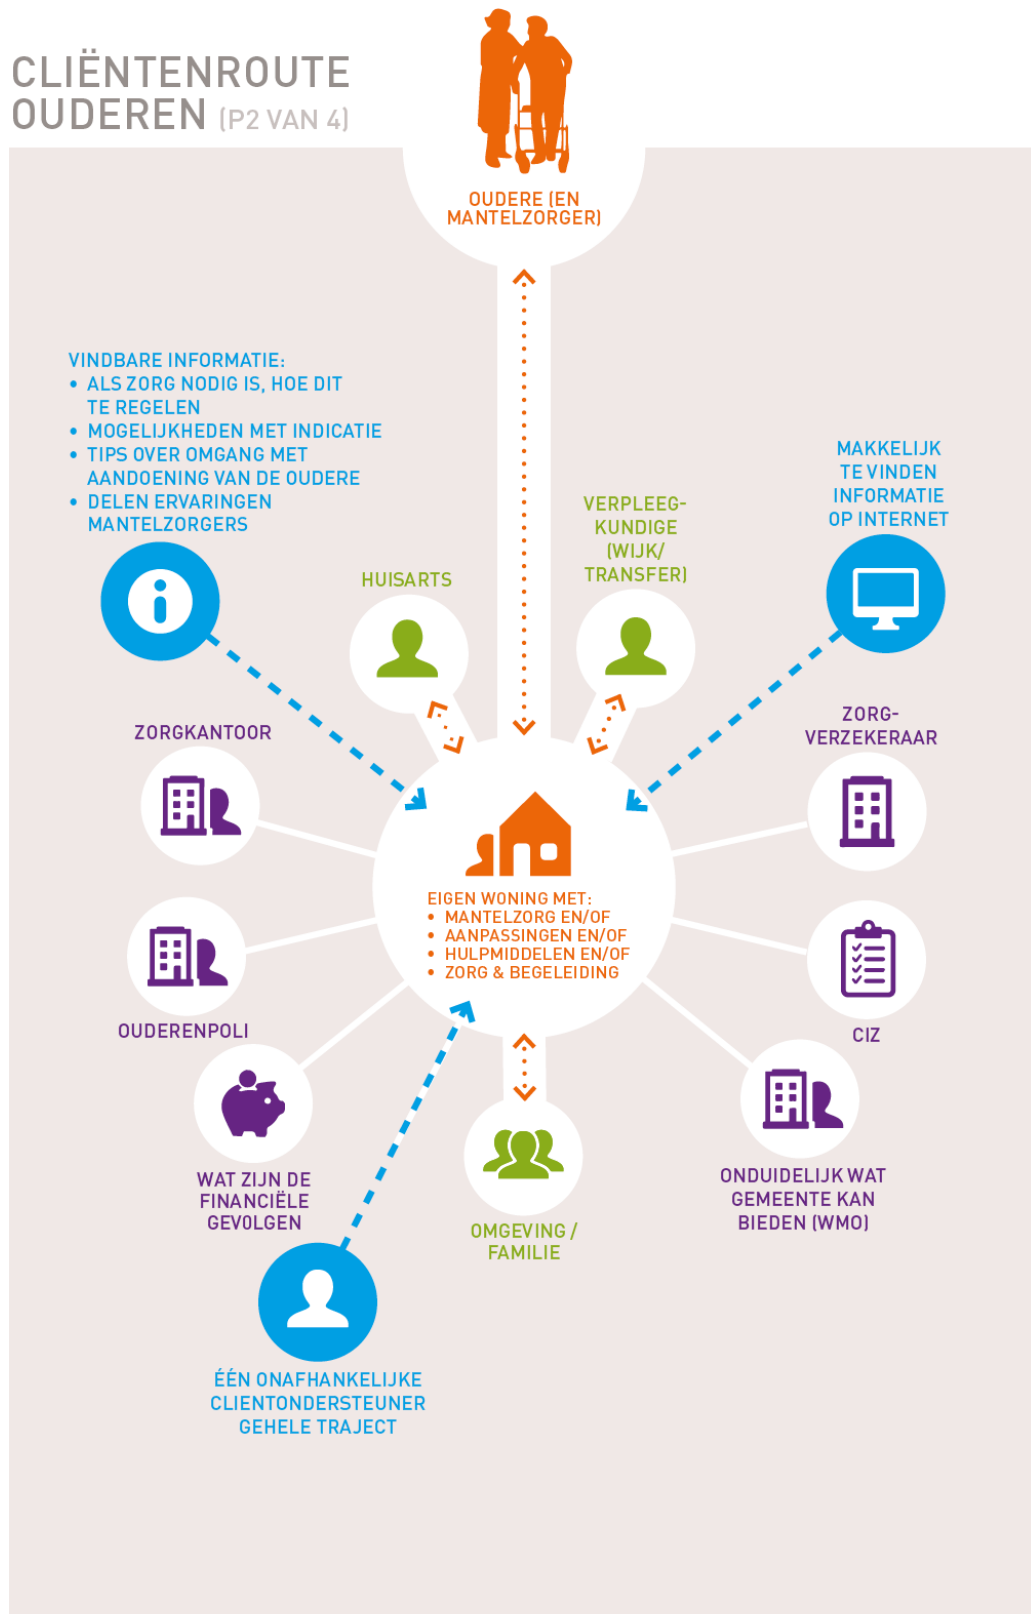 CLIËNTENROUTE
OUDEREN (P2 VAN 4)
OUDERE (EN
MANTELZORGER)
VINDBARE INFORMATIE:
• ALS ZORG NODIG IS, HOE DIT
TE REGELEN
• MOGELIJKHEDEN MET INDICATIE
• TIPS OVER OMGANG MET
AANDOENING VAN DE OUDERE
• DELEN ERVARINGEN
MANTELZORGERS
HUISARTS
VERPLEEG-
KUNDIGE
(WIJK/
TRANSFER)
MAKKELIJK
TE VINDEN
INFORMATIE
OP INTERNET
ZORGKANTOOR
ZORG-
VERZEKERAAR
EIGEN WONING MET:
• MANTELZORG EN/OF
• AANPASSINGEN EN/OF
• HULPMIDDELEN EN/OF
• ZORG & BEGELEIDING
OUDERENPOLI
CIZ
WAT ZIJN DE
FINANCIËLE
GEVOLGEN
OMGEVING /
FAMILIE
ONDUIDELIJK WAT
GEMEENTE KAN
BIEDEN (WMO)
ÉÉN ONAFHANKELIJKE
CLIENTONDERSTEUNER
GEHELE TRAJECT